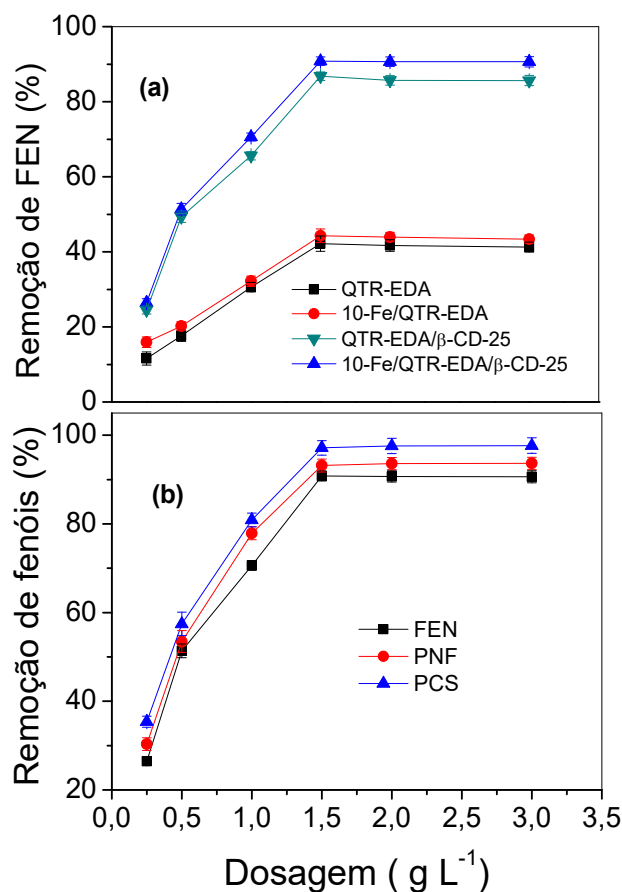 100
80
60
40
20
0
Remoção de FEN (%)
(a)
QTR-EDA
10-Fe/QTR-EDA
QTR-EDA/β-CD-25
10-Fe/QTR-EDA/β-CD-25
100
80
60
40
20
Remoção de fenóis (%)
(b)
FEN
PNF
PCS
0,0 0,5 1,0 1,5 2,0 2,5 3,0 3,5
Dosagem ( g L⁻¹)